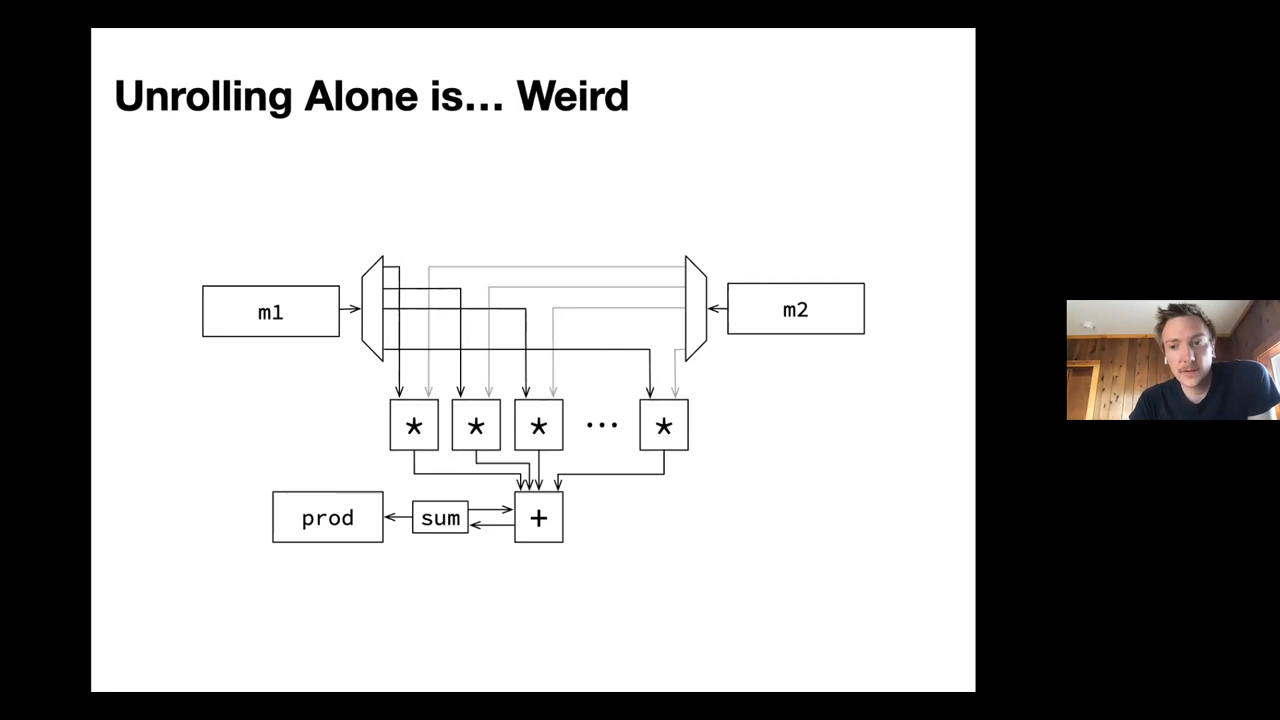 Unrolling Alone is... Weird
m1
m2
* * * ... *
prod
sum
+